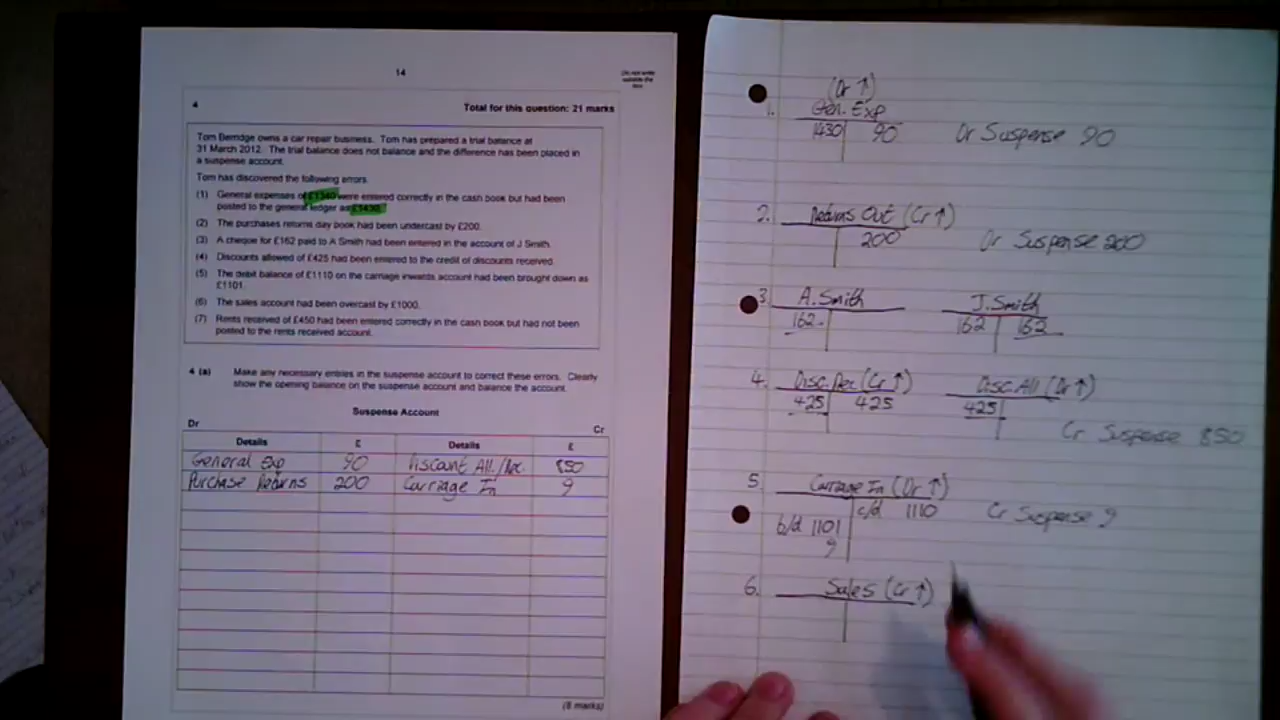 14
Do not write
outside the
box
4
Total for this question: 21 marks
Tom Berridge owns a car repair business. Tom has prepared a trial balance at
31 March 2012. The trial balance does not balance and the difference has been placed in
a suspense account.
Tom has discovered the following errors.
(1) General expenses of £1340 were entered correctly in the cash book but had been
posted to the general ledger as £1430.
(2) The purchases returns day book had been undercast by £200.
(3) A cheque for £162 paid to A Smith had been entered in the account of J Smith.
(4) Discounts allowed of £425 had been entered to the credit of discounts received.
(5) The debit balance of £1110 on the carriage inwards account had been brought down as
£1101.
(6) The sales account had been overcast by £1000.
(7) Rents received of £450 had been entered correctly in the cash book but had not been
posted to the rents received account.
4 (a) Make any necessary entries in the suspense account to correct these errors. Clearly
show the opening balance on the suspense account and balance the account.
Suspense Account
Dr Cr
Details £ Details £
General Exp 90 Discount All./Rec. 850
Purchase Returns 200 Carriage In 9
(8 marks)
(Dr ↑)
1. Gen. Exp
1430 90 Dr Suspense 90
2. Returns Out (Cr ↑)
200 Dr Suspense 200
3. A. Smith J. Smith
162 162 162
4. Disc. Rec (Cr ↑) Disc. All (Dr ↑)
425 425 425
Cr Suspense 850
5. Carriage In (Dr ↑)
c/d 1110 Cr Suspense 9
b/d 1101
9
6. Sales (Cr ↑)